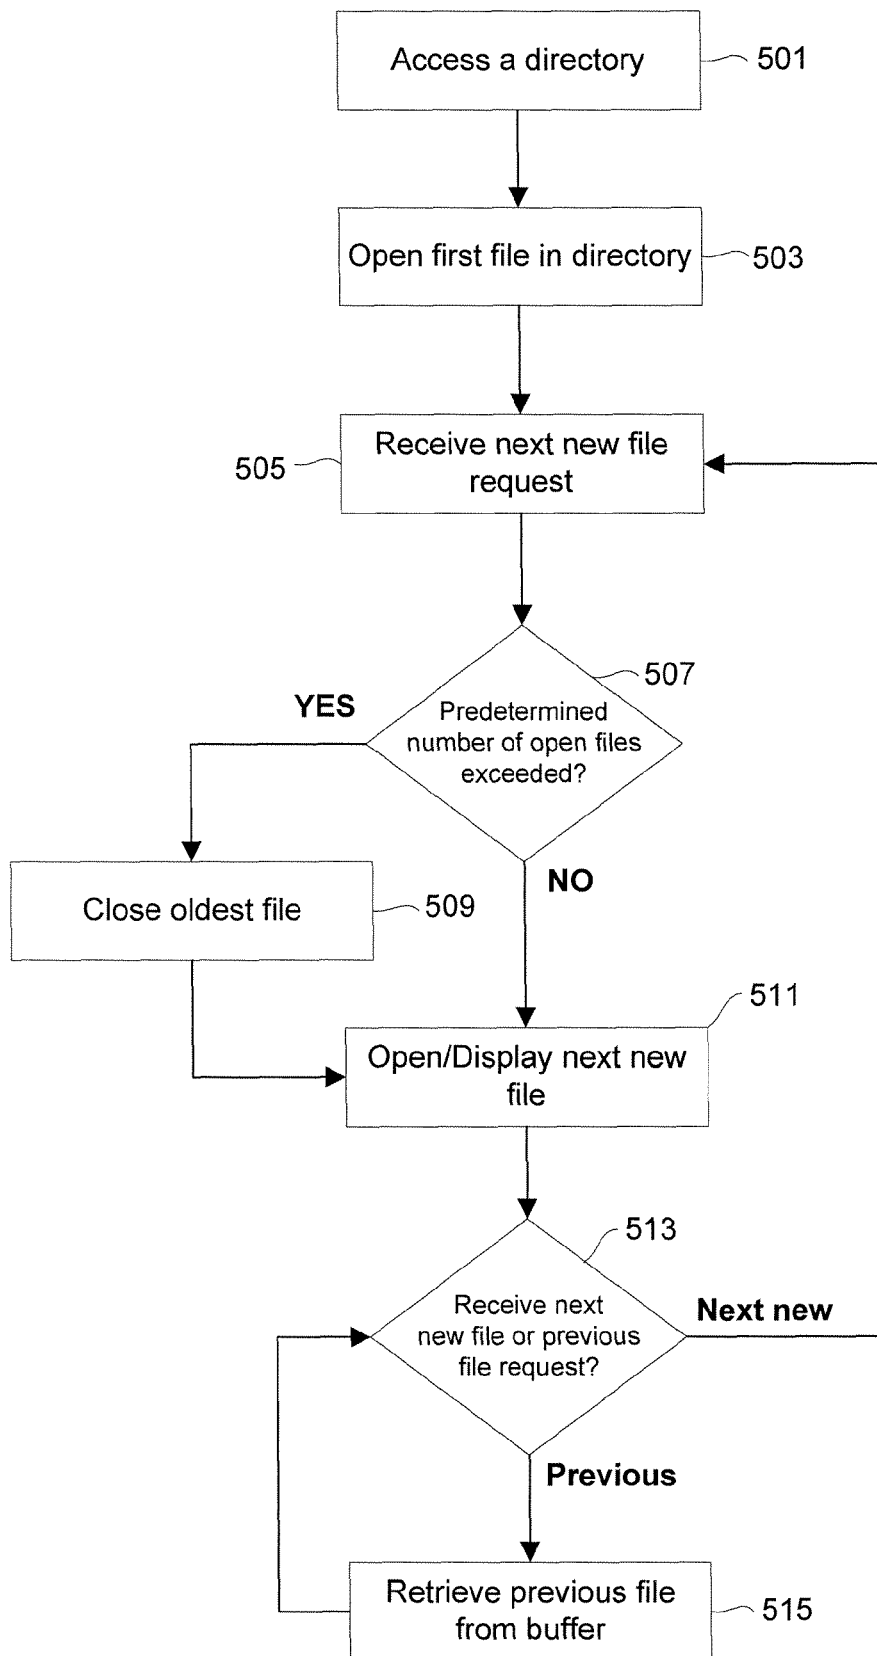 Access a directory
501
Open first file in directory
503
Receive next new file
request
505
507
Predetermined
number of open files
exceeded?
YES
NO
Close oldest file
509
511
Open/Display next new
file
513
Receive next
new file or previous
file request?
Next new
Previous
Retrieve previous file
from buffer
515